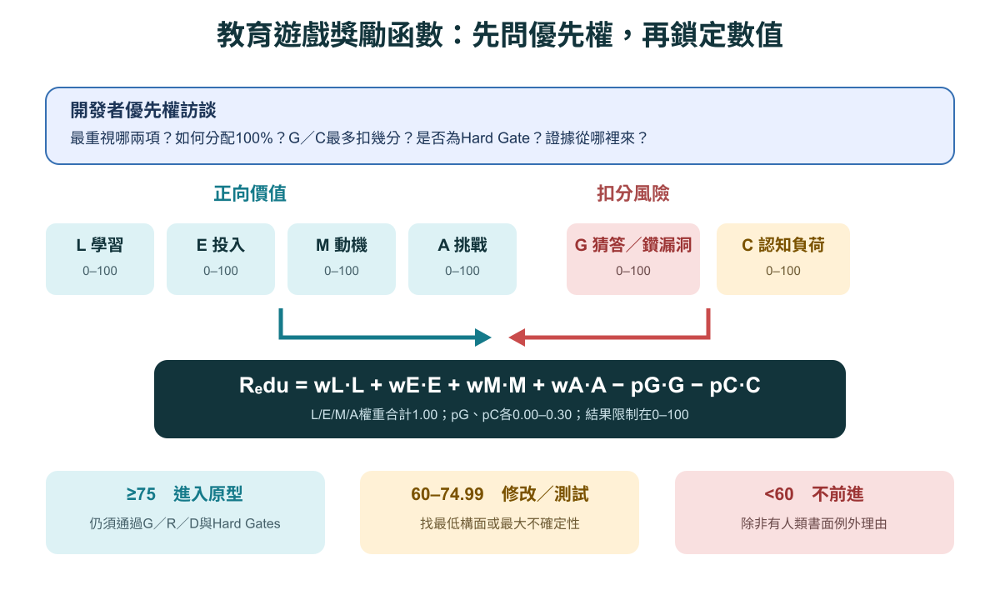 教育遊戲獎勵函數：先問優先權，再鎖定數值
開發者優先權訪談
最重視哪兩項？如何分配100%？G／C最多扣幾分？是否為Hard Gate？證據從哪裡來？
正向價值
扣分風險
L 學習
0–100
E 投入
0–100
M 動機
0–100
A 挑戰
0–100
G 猜答／鑽漏洞
0–100
C 認知負荷
0–100
Rₑdu = wL·L + wE·E + wM·M + wA·A − pG·G − pC·C
L/E/M/A權重合計1.00；pG、pC各0.00–0.30；結果限制在0–100
≥75　進入原型
仍須通過G／R／D與Hard Gates
60–74.99　修改／測試
找最低構面或最大不確定性
<60　不前進
除非有人類書面例外理由